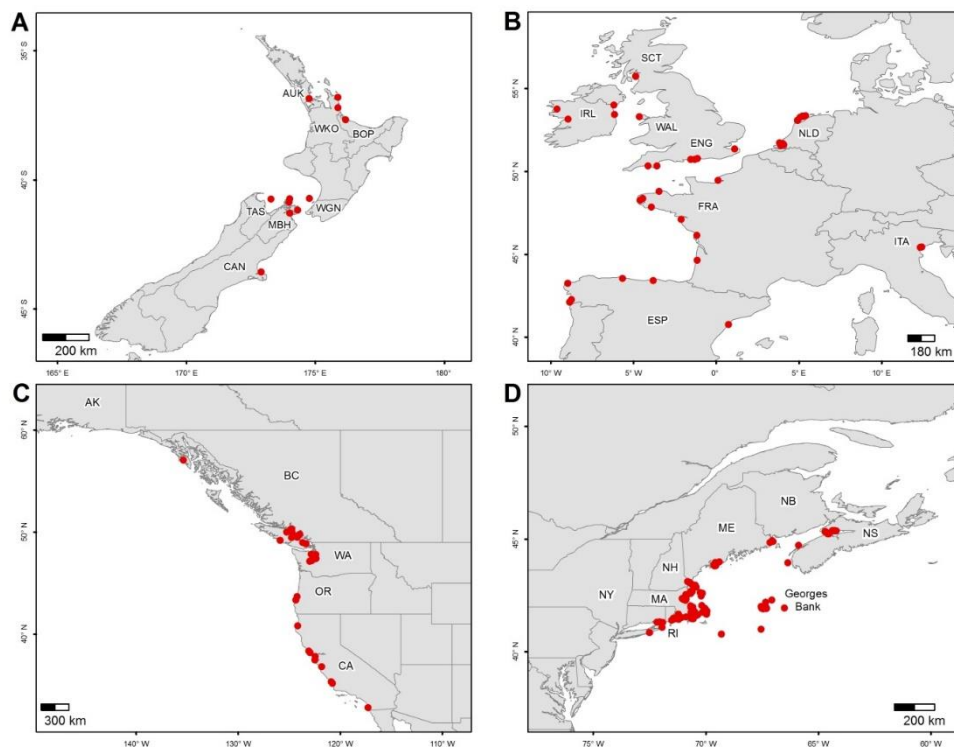 A
35° S
40° S
45° S
AUK
WKO
BOP
TAS
WGN
MBH
CAN
200 km
165° E
170° E
175° E
180°
B
55° N
50° N
45° N
40° N
SCT
IRL
WAL
NLD
ENG
FRA
ITA
ESP
180 km
10° W
5° W
0°
5° E
10° E
C
60° N
50° N
40° N
AK
BC
WA
OR
CA
300 km
140° W
130° W
120° W
110° W
D
50° N
45° N
40° N
NB
ME
NS
NH
NY
MA
Georges
Bank
RI
200 km
75° W
70° W
65° W
60° W